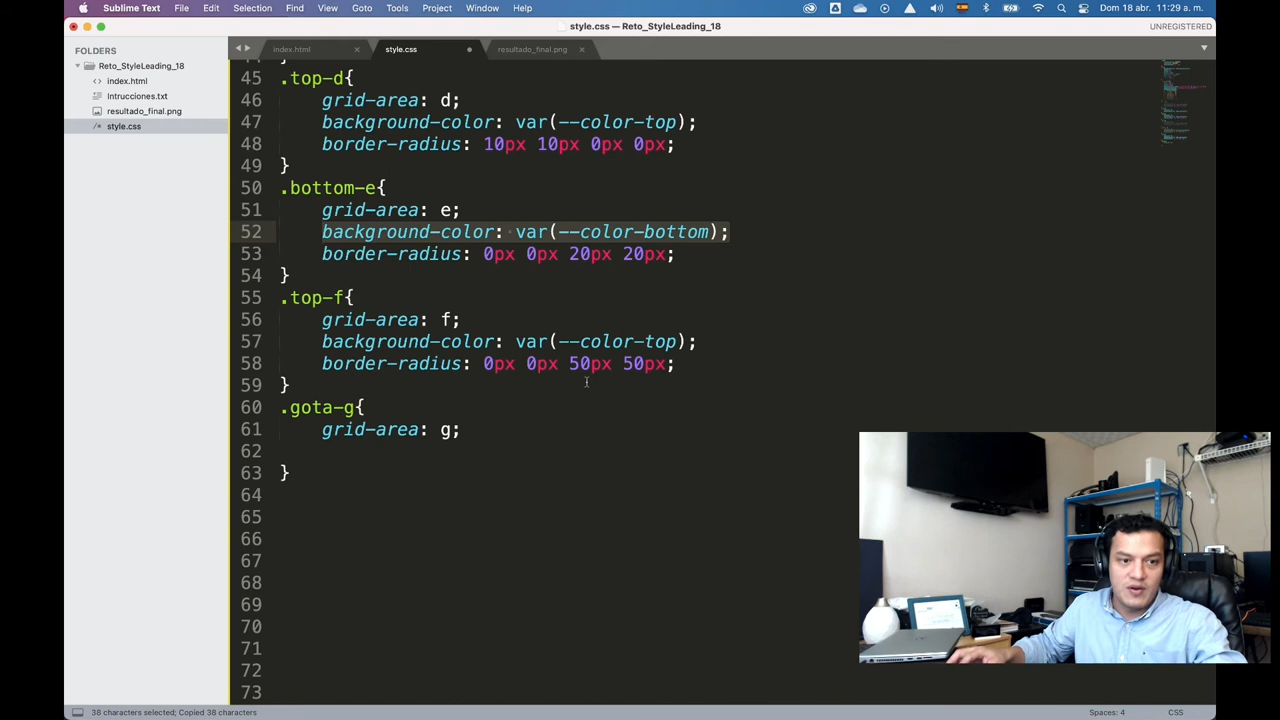 Sublime Text File Edit Selection Find View Goto Tools Project Window Help Dom 18 abr. 11:29 a. m.
style.css — Reto_StyleLeading_18 UNREGISTERED
FOLDERS
Reto_StyleLeading_18
index.html
Intrucciones.txt
resultado_final.png
style.css
index.html style.css resultado_final.png
45 .top-d{
46 grid-area: d;
47 background-color: var(--color-top);
48 border-radius: 10px 10px 0px 0px;
49 }
50 .bottom-e{
51 grid-area: e;
52 background-color: var(--color-bottom);
53 border-radius: 0px 0px 20px 20px;
54 }
55 .top-f{
56 grid-area: f;
57 background-color: var(--color-top);
58 border-radius: 0px 0px 50px 50px;
59 }
60 .gota-g{
61 grid-area: g;
62
63 }
64
65
66
67
68
69
70
71
72
73
38 characters selected; Copied 38 characters Spaces: 4 CSS